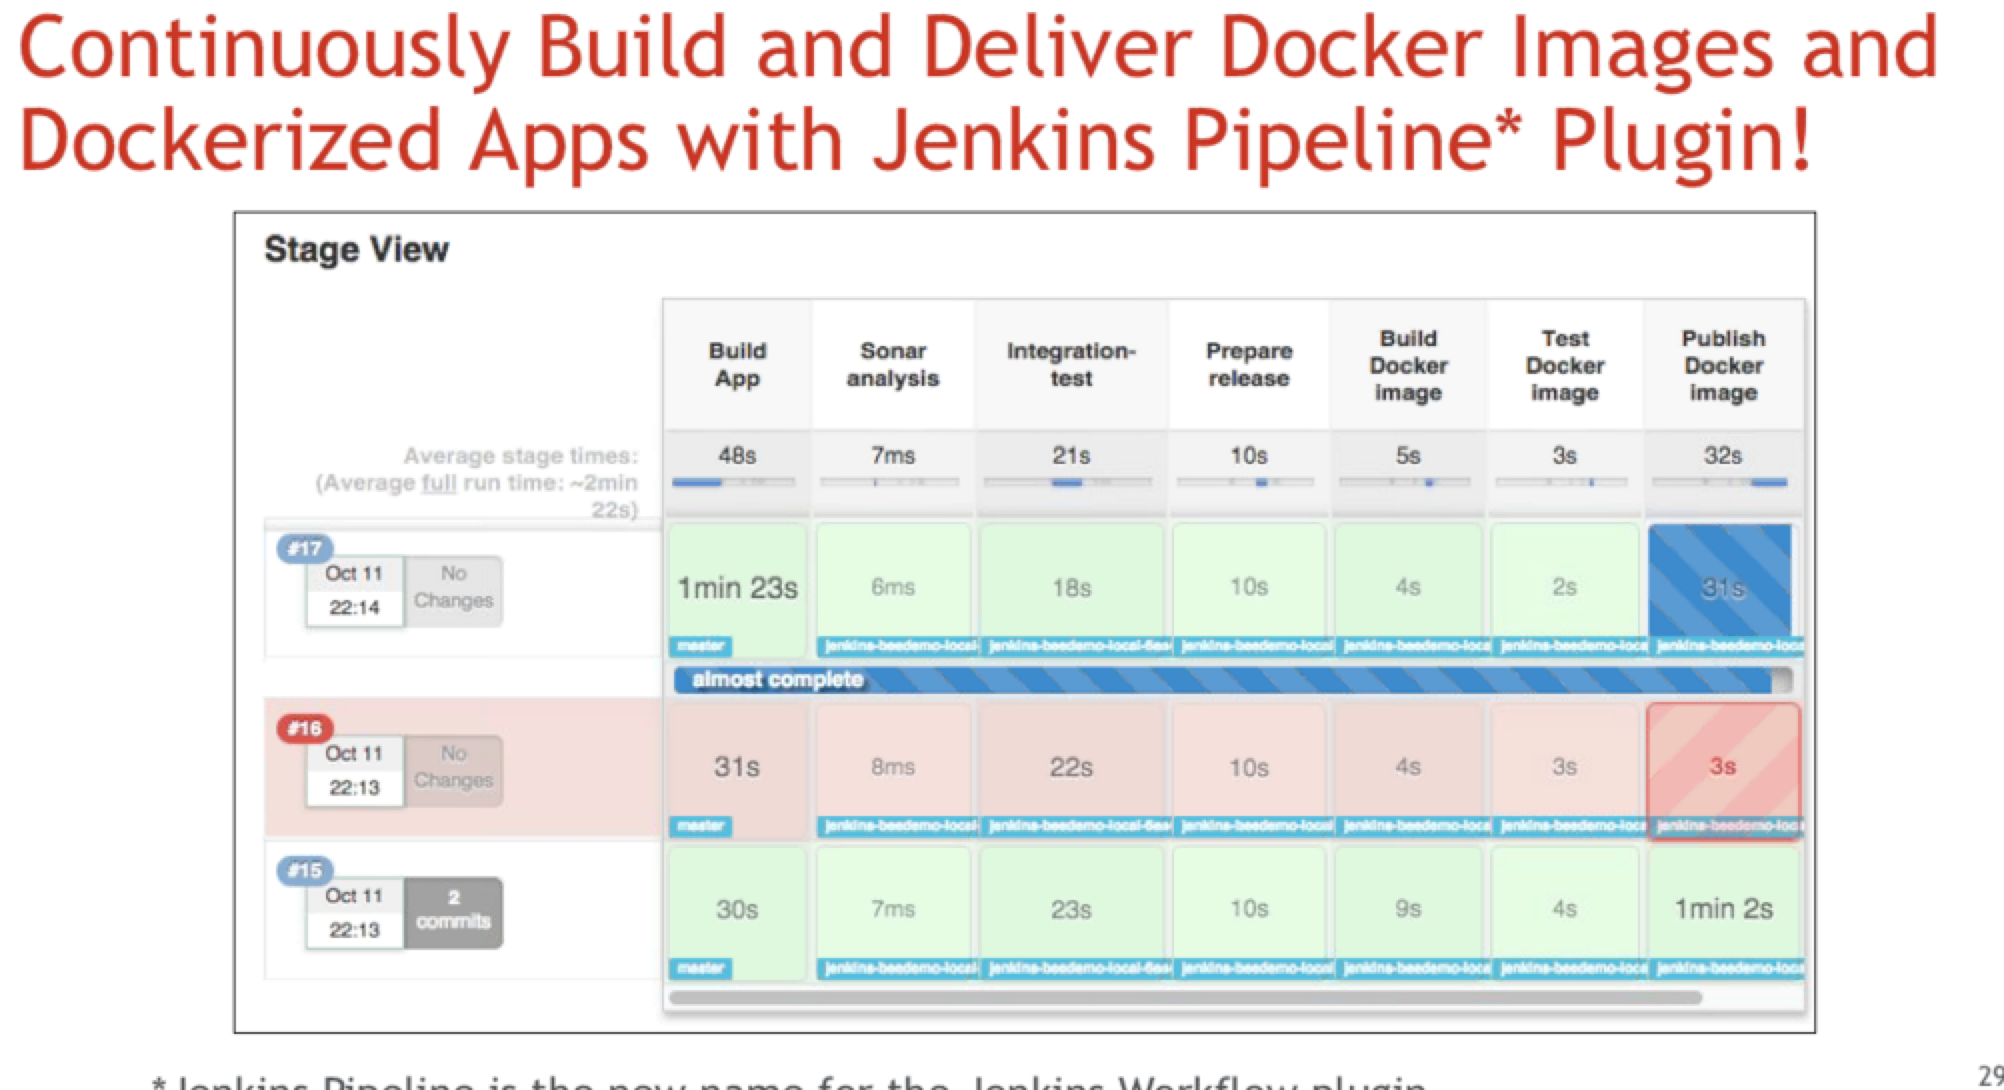 Continuously Build and Deliver Docker Images and
Dockerized Apps with Jenkins Pipeline* Plugin!
Stage View
Build
App
Sonar
analysis
Integration-
test
Prepare
release
Build
Docker
image
Test
Docker
image
Publish
Docker
image
Average stage times:
(Average full run time: ~2min
22s)
48s 7ms 21s 10s 5s 3s 32s
#17
Oct 11
22:14
No
Changes
1min 23s 6ms 18s 10s 4s 2s 31s
master jenkins-beedemo-local- jenkins-beedemo-local- jenkins-beedemo-local jenkins-beedemo-loca jenkins-beedemo-loca jenkins-beedemo-loca
almost complete
#16
Oct 11
22:13
No
Changes
31s 8ms 22s 10s 4s 3s 3s
master jenkins-beedemo-local- jenkins-beedemo-local- jenkins-beedemo-local jenkins-beedemo-loca jenkins-beedemo-loca jenkins-beedemo-loc
#15
Oct 11
22:13
2
commits
30s 7ms 23s 10s 9s 4s 1min 2s
master jenkins-beedemo-local- jenkins-beedemo-local- jenkins-beedemo-local jenkins-beedemo-loca jenkins-beedemo-loca jenkins-beedemo-loca
*Jenkins Pipeline is the new name for the Jenkins Workflow plugin
29